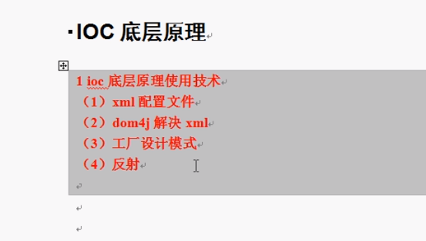 ▪IOC 底层原理
1 ioc 底层原理使用技术
（1）xml 配置文件
（2）dom4j 解决 xml
（3）工厂设计模式
（4）反射